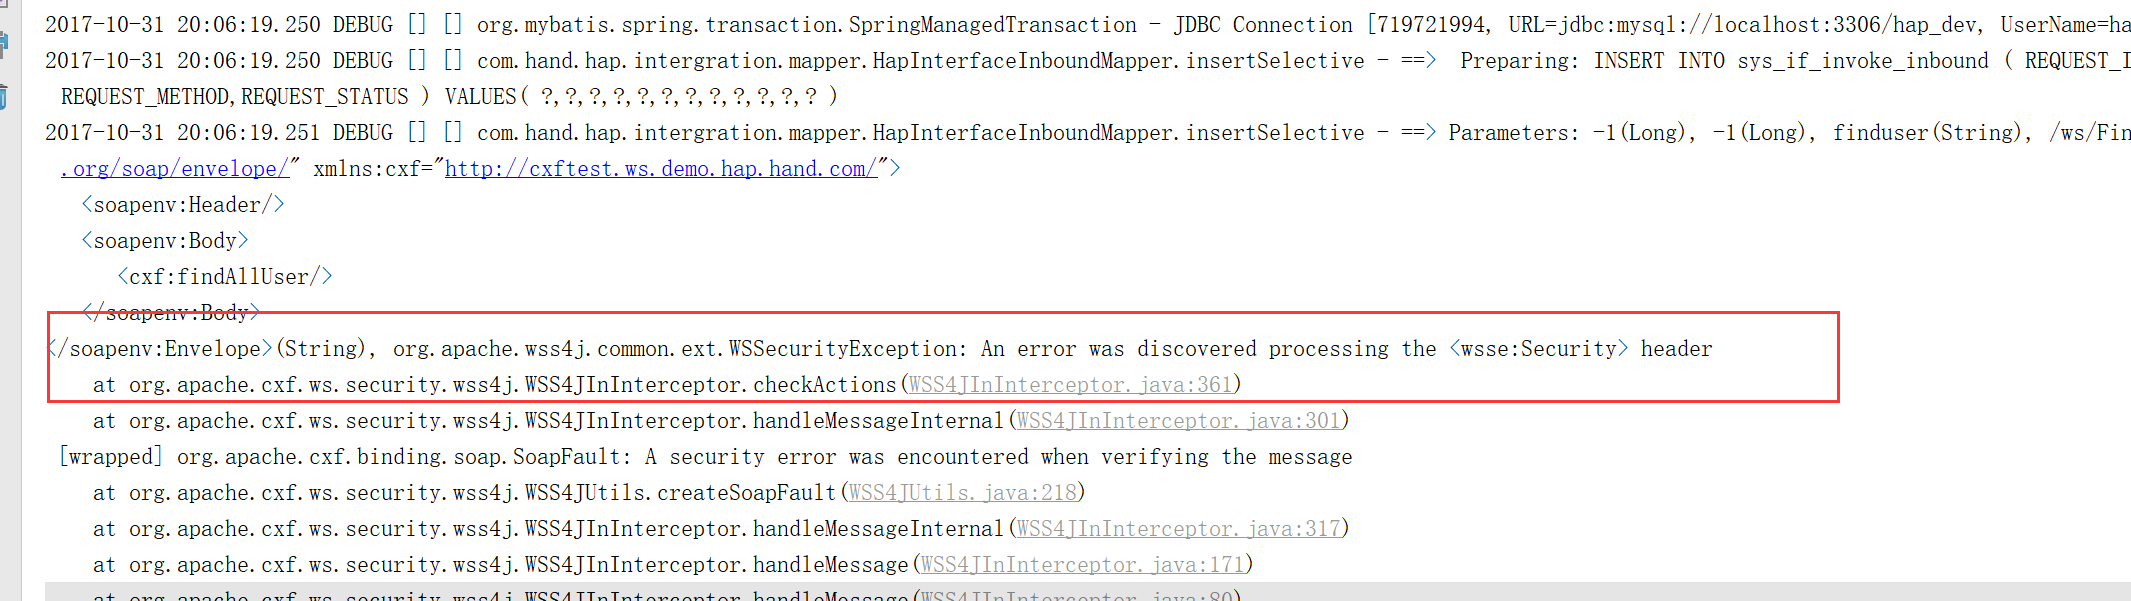 2017-10-31 20:06:19.250 DEBUG [] [] org.mybatis.spring.transaction.SpringManagedTransaction - JDBC Connection [719721994, URL=jdbc:mysql://localhost:3306/hap_dev, UserName=ha
2017-10-31 20:06:19.250 DEBUG [] [] com.hand.hap.intergration.mapper.HapInterfaceInboundMapper.insertSelective - ==>  Preparing: INSERT INTO sys_if_invoke_inbound ( REQUEST_I
REQUEST_METHOD,REQUEST_STATUS ) VALUES( ?,?,?,?,?,?,?,?,?,?,?,? )
2017-10-31 20:06:19.251 DEBUG [] [] com.hand.hap.intergration.mapper.HapInterfaceInboundMapper.insertSelective - ==> Parameters: -1(Long), -1(Long), finduser(String), /ws/Fin
.org/soap/envelope/" xmlns:cxf="http://cxftest.ws.demo.hap.hand.com/">
<soapenv:Header/>
<soapenv:Body>
<cxf:findAllUser/>
</soapenv:Body>
</soapenv:Envelope>(String), org.apache.wss4j.common.ext.WSSecurityException: An error was discovered processing the <wsse:Security> header
at org.apache.cxf.ws.security.wss4j.WSS4JInInterceptor.checkActions(WSS4JInInterceptor.java:361)
at org.apache.cxf.ws.security.wss4j.WSS4JInInterceptor.handleMessageInternal(WSS4JInInterceptor.java:301)
[wrapped] org.apache.cxf.binding.soap.SoapFault: A security error was encountered when verifying the message
at org.apache.cxf.ws.security.wss4j.WSS4JUtils.createSoapFault(WSS4JUtils.java:218)
at org.apache.cxf.ws.security.wss4j.WSS4JInInterceptor.handleMessageInternal(WSS4JInInterceptor.java:317)
at org.apache.cxf.ws.security.wss4j.WSS4JInInterceptor.handleMessage(WSS4JInInterceptor.java:171)
at org.apache.cxf.ws.security.wss4j.WSS4JInInterceptor.handleMessage(WSS4JInInterceptor.java:80)